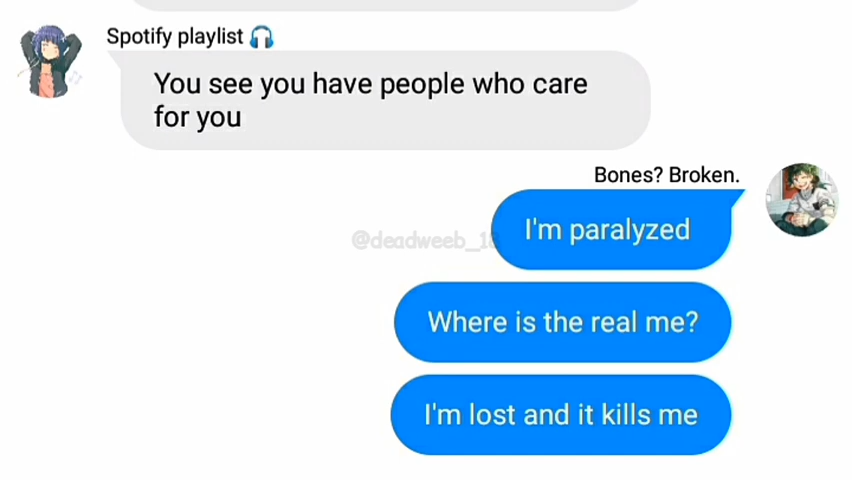 Spotify playlist 🎧
You see you have people who care
for you
Bones? Broken.
I'm paralyzed
Where is the real me?
I'm lost and it kills me